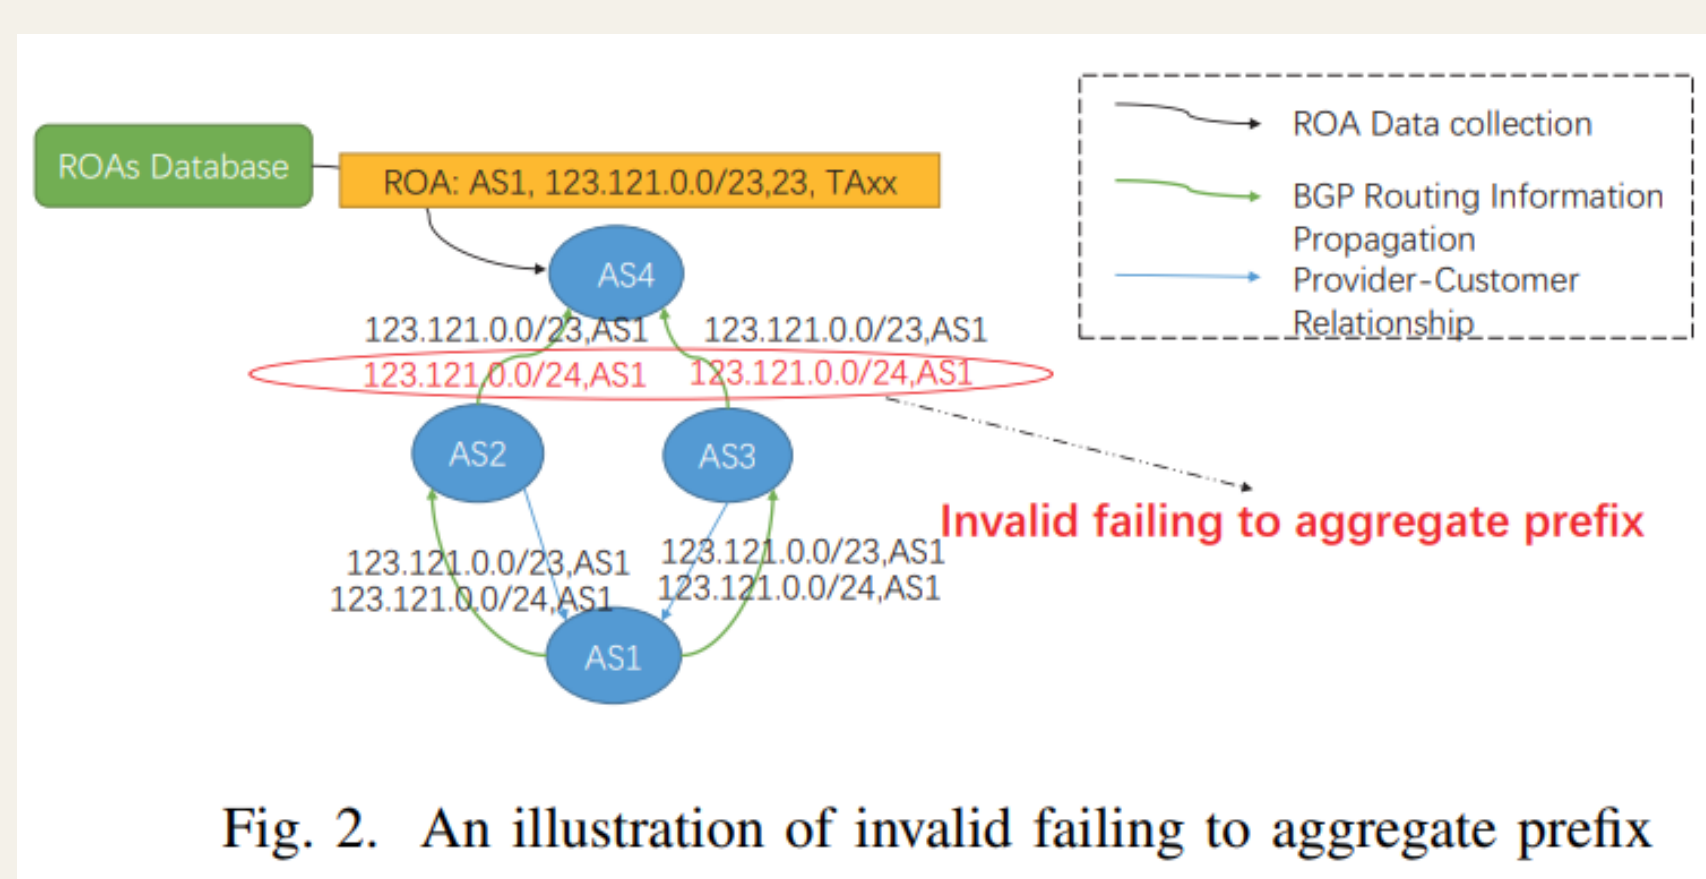 ROAs Database
ROA: AS1, 123.121.0.0/23,23, TAxx
ROA Data collection
BGP Routing Information
Propagation
Provider-Customer
Relationship
AS4
123.121.0.0/23,AS1 123.121.0.0/23,AS1
123.121.0.0/24,AS1 123.121.0.0/24,AS1
AS2 AS3
Invalid failing to aggregate prefix
123.121.0.0/23,AS1 123.121.0.0/23,AS1
123.121.0.0/24,AS1 123.121.0.0/24,AS1
AS1
Fig. 2. An illustration of invalid failing to aggregate prefix